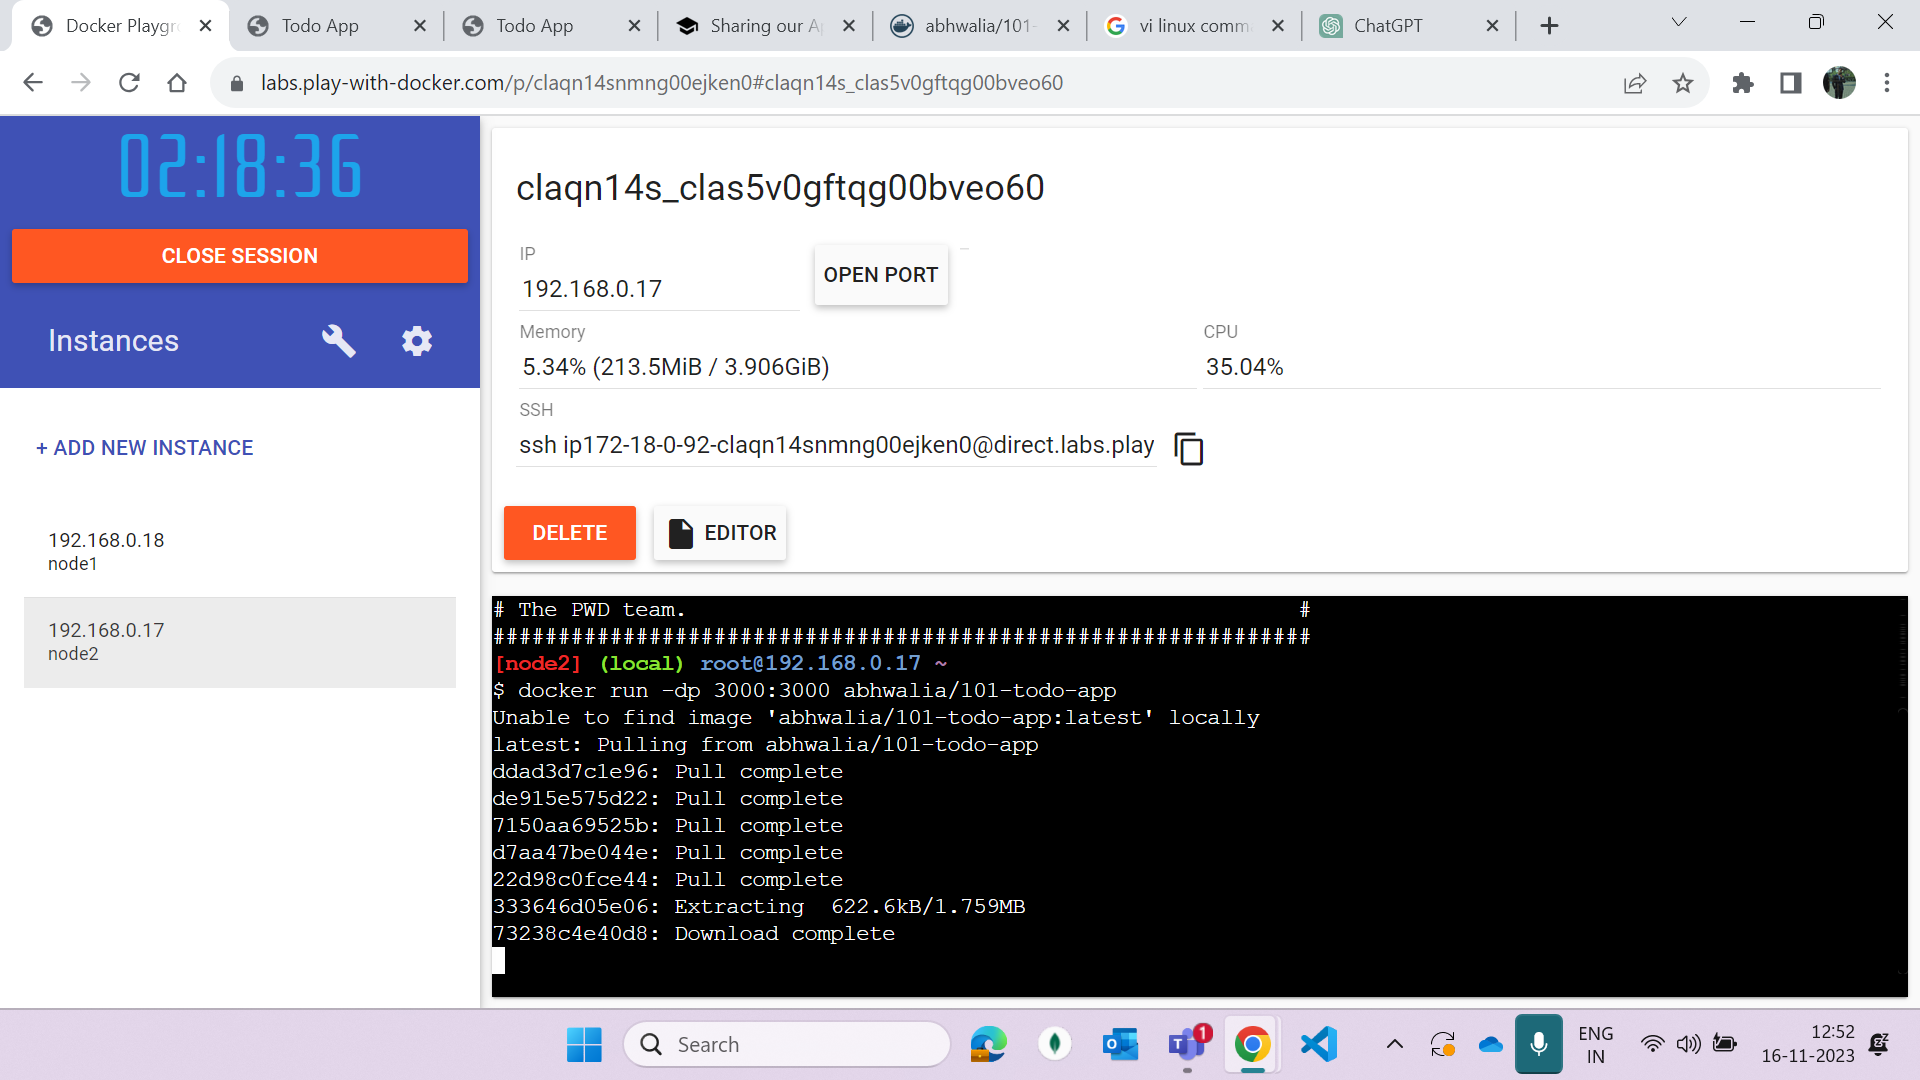 Docker Playgr
Todo App
Todo App
Sharing our A
abhwalia/101-
vi linux comm
ChatGPT
labs.play-with-docker.com/p/claqn14snmng00ejken0#claqn14s_clas5v0gftqg00bveo60
02:18:36
CLOSE SESSION
Instances
+ ADD NEW INSTANCE
192.168.0.18
node1
192.168.0.17
node2
claqn14s_clas5v0gftqg00bveo60
IP
192.168.0.17
OPEN PORT
Memory
5.34% (213.5MiB / 3.906GiB)
CPU
35.04%
SSH
ssh ip172-18-0-92-claqn14snmng00ejken0@direct.labs.play
DELETE
EDITOR
# The PWD team. #
###############################################################
[node2] (local) root@192.168.0.17 ~
$ docker run -dp 3000:3000 abhwalia/101-todo-app
Unable to find image 'abhwalia/101-todo-app:latest' locally
latest: Pulling from abhwalia/101-todo-app
ddad3d7c1e96: Pull complete
de915e575d22: Pull complete
7150aa69525b: Pull complete
d7aa47be044e: Pull complete
22d98c0fce44: Pull complete
333646d05e06: Extracting 622.6kB/1.759MB
73238c4e40d8: Download complete
Search
1
ENG
IN
12:52
16-11-2023